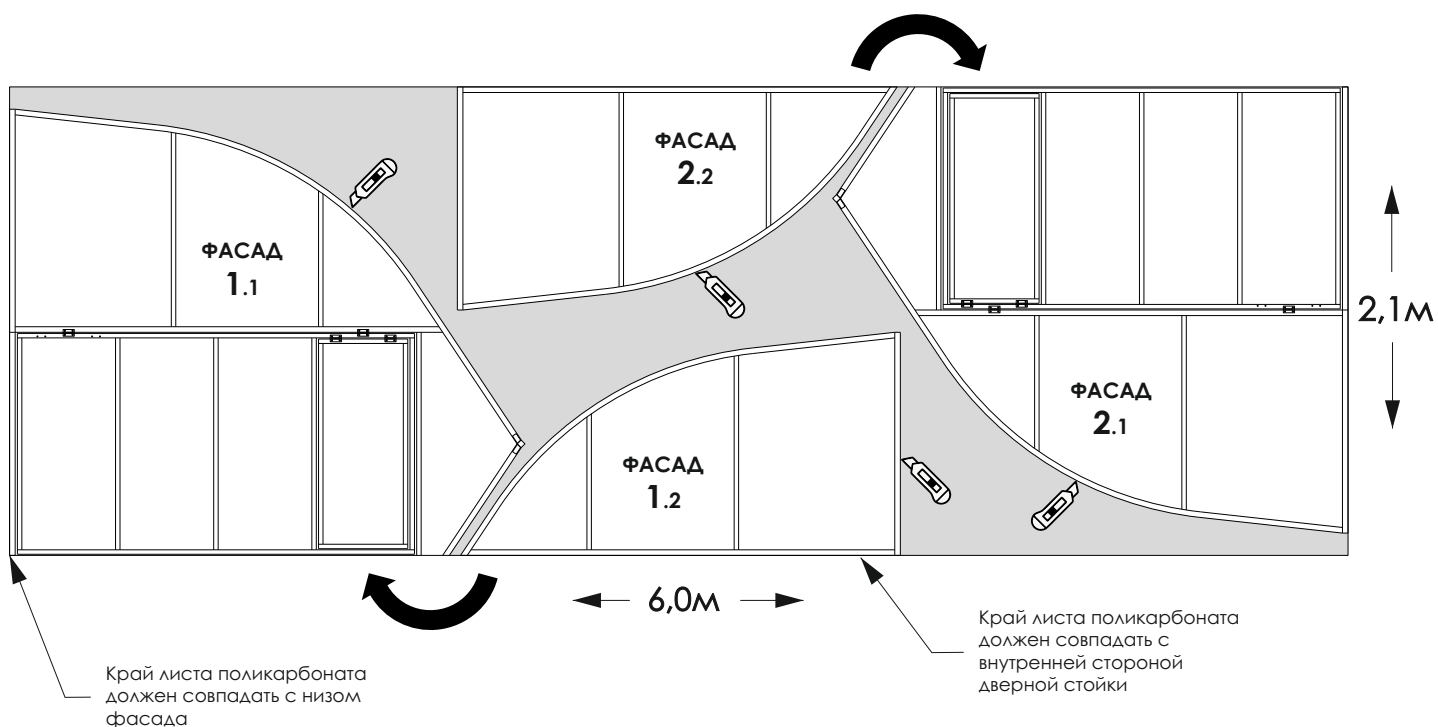 ФАСАД
2.2
ФАСАД
1.1
2,1м
ФАСАД
2.1
ФАСАД
1.2
6,0м
Край листа поликарбоната
должен совпадать с
внутренней стороной
дверной стойки
Край листа поликарбоната
должен совпадать с низом
фасада